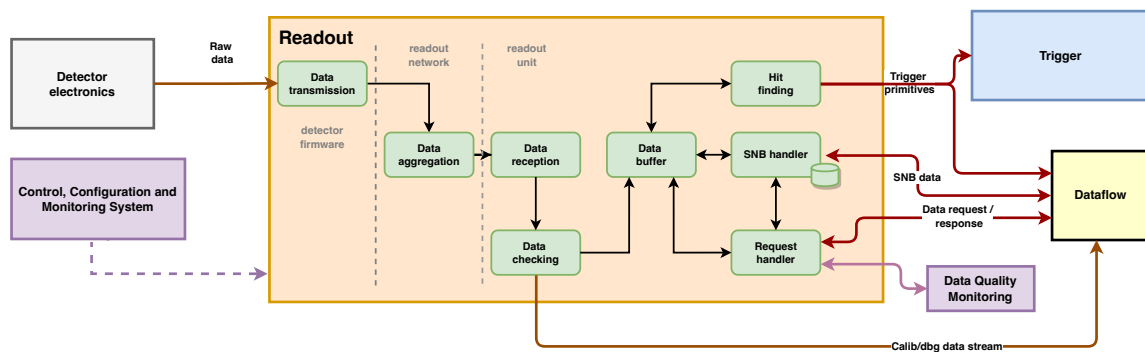 Readout
Raw
data
readout
network
readout
unit
Detector
electronics
Data
transmission
detector
firmware
Data
aggregation
Data
reception
Data
checking
Data
buffer
Hit
finding
SNB handler
Request
handler
Trigger
primitives
Trigger
SNB data
Data request /
response
Dataflow
Control, Configuration and
Monitoring System
Data Quality
Monitoring
Calib/dbg data stream